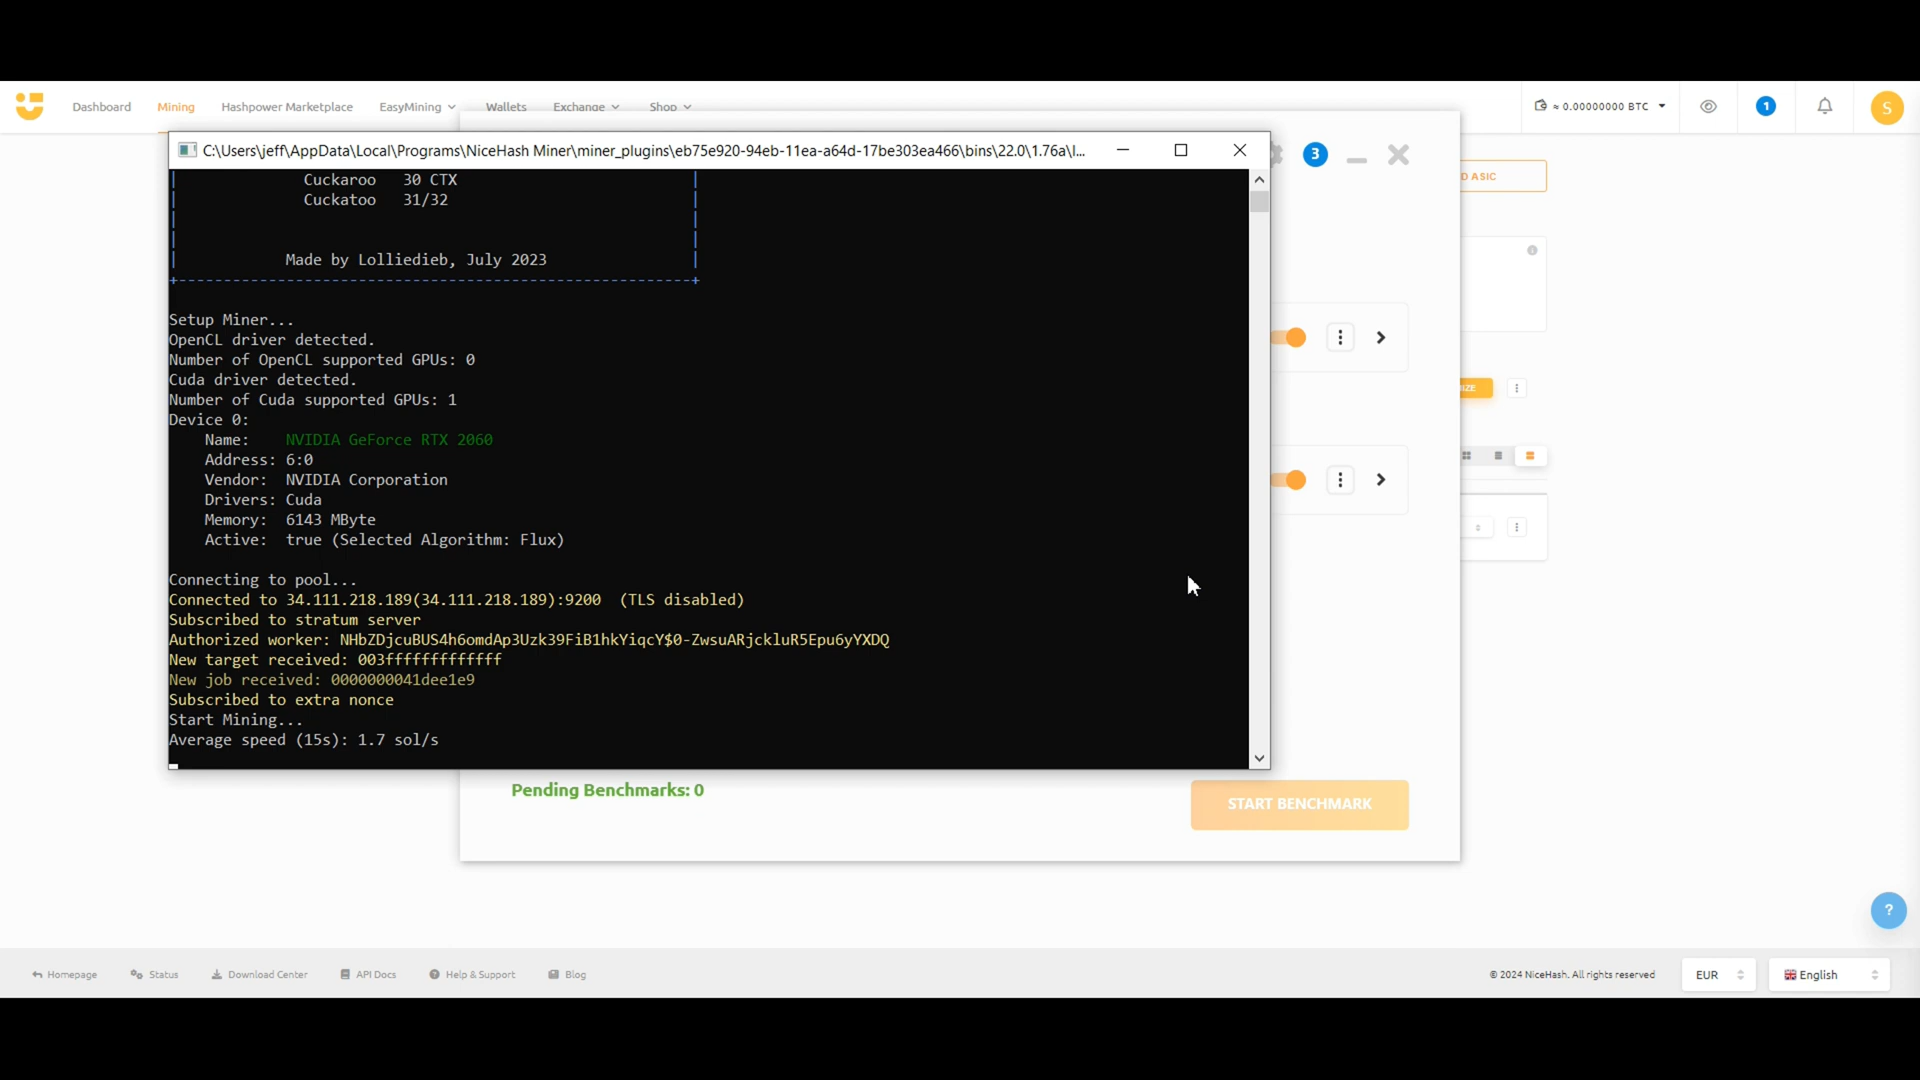 Dashboard Mining Hashpower Marketplace EasyMining Wallets Exchange Shop ≈ 0.00000000 BTC 1 S
C:\Users\jeff\AppData\Local\Programs\NiceHash Miner\miner_plugins\eb75e920-94eb-11ea-a64d-17be303ea466\bins\22.0\1.76a\l...
3
D ASIC
Cuckaroo 30 CTX
Cuckatoo 31/32
Made by Lolliedieb, July 2023
Setup Miner...
OpenCL driver detected.
Number of OpenCL supported GPUs: 0
Cuda driver detected.
Number of Cuda supported GPUs: 1
IZE
Device 0:
Name: NVIDIA GeForce RTX 2060
Address: 6:0
Vendor: NVIDIA Corporation
Drivers: Cuda
Memory: 6143 MByte
Active: true (Selected Algorithm: Flux)
Connecting to pool...
Connected to 34.111.218.189(34.111.218.189):9200 (TLS disabled)
Subscribed to stratum server
Authorized worker: NHbZDjcuBUS4h6omdAp3Uzk39FiB1hkYiqcY$0-ZwsuARjckluR5Epu6yYXDQ
New target received: 003fffffffffffff
New job received: 0000000041dee1e9
Subscribed to extra nonce
Start Mining...
Average speed (15s): 1.7 sol/s
Pending Benchmarks: 0
START BENCHMARK
?
Homepage Status Download Center API Docs Help & Support Blog © 2024 NiceHash. All rights reserved EUR English